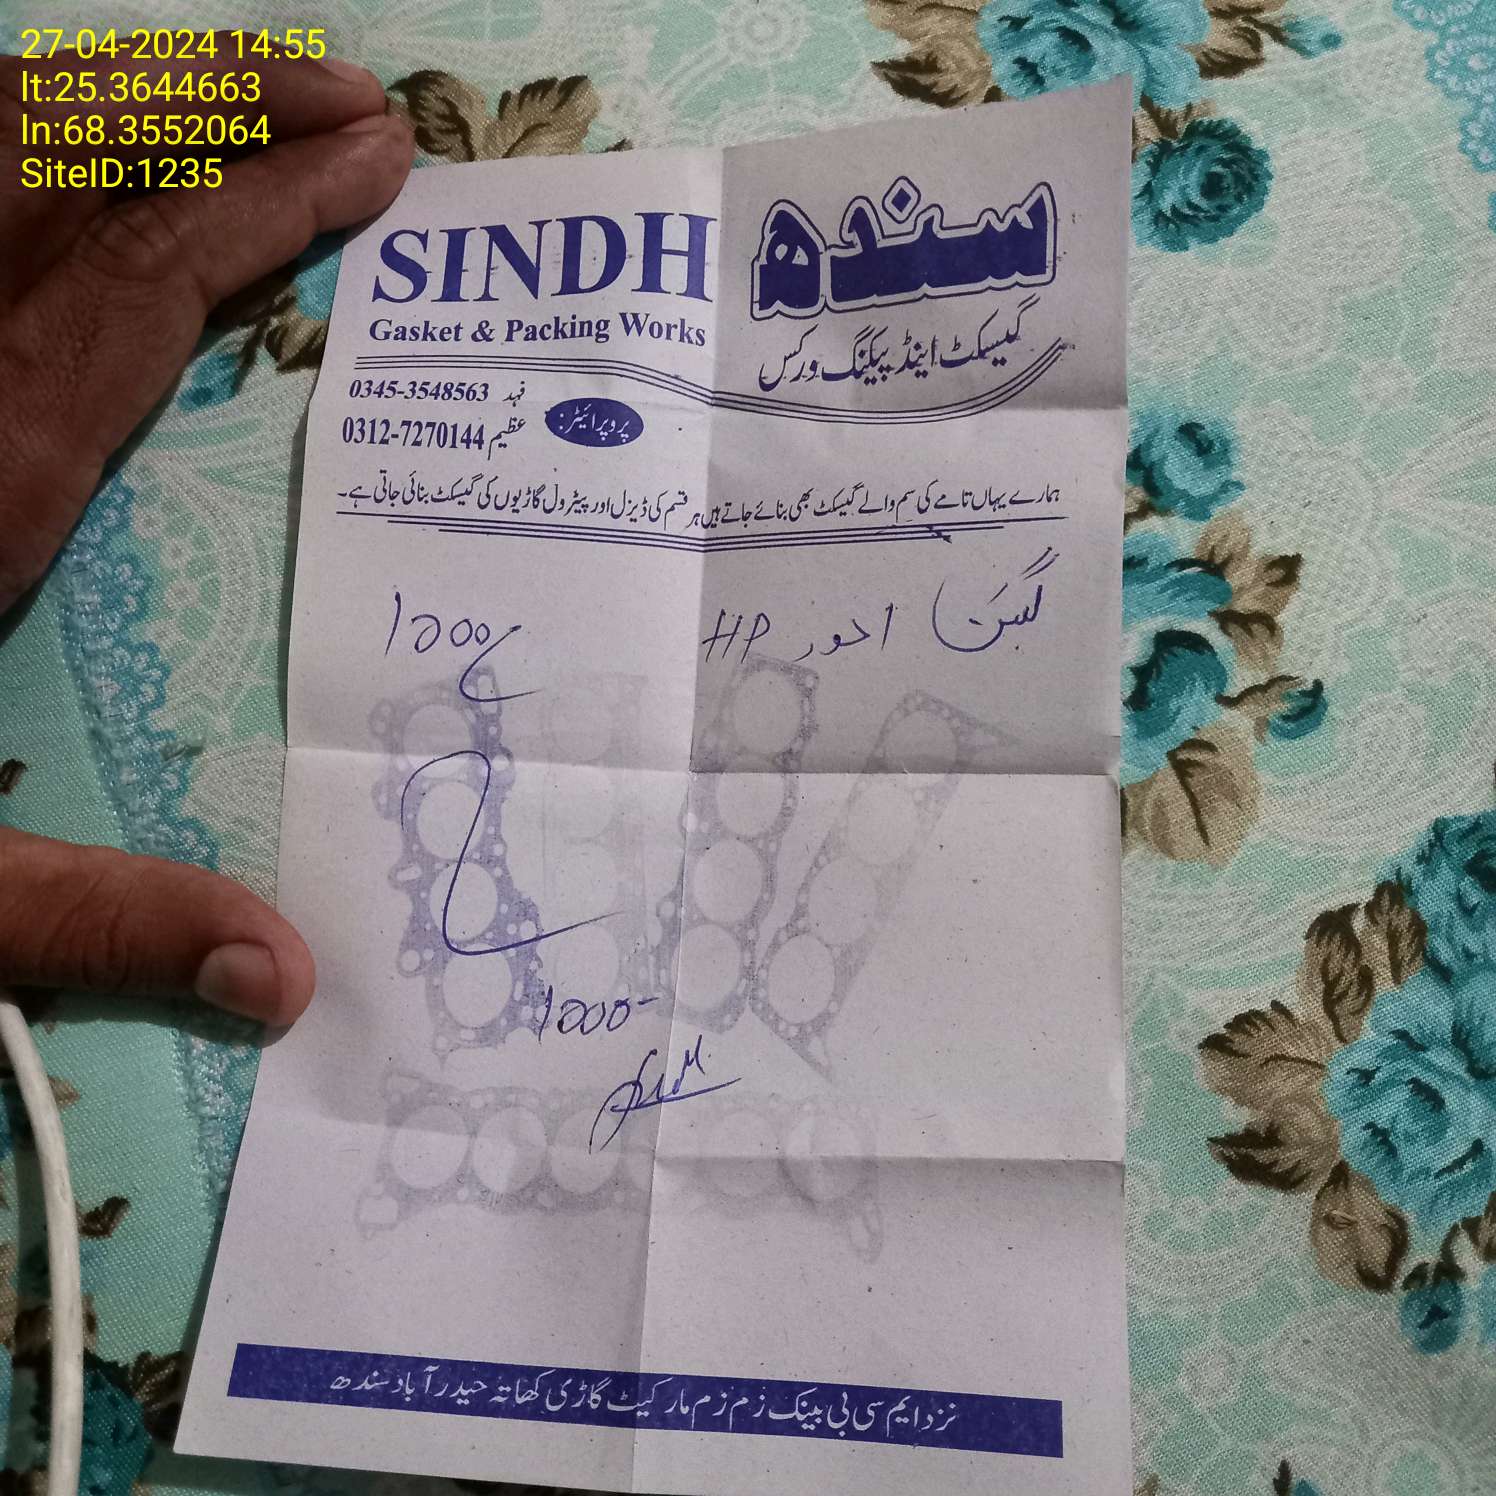 27-04-2024 14:55
lt:25.3644663
ln:68.3552064
SiteID:1235
SINDH
Gasket & Packing Works
سندھ
گیسکٹ اینڈ پیکنگ ورکس
پروپرائیٹر:
فہد 0345-3548563
عظیم 0312-7270144
ہمارے یہاں تامے کی سم والے گیسکٹ بھی بنائے جاتے ہیں ہر قسم کی ڈیزل اور پیٹرول گاڑیوں کی گیسکٹ بنائی جاتی ہے۔
HP
1000
1000-
نزد ایم سی بی بینک زم زم مارکیٹ گاڑی کھاتہ حیدرآباد سندھ